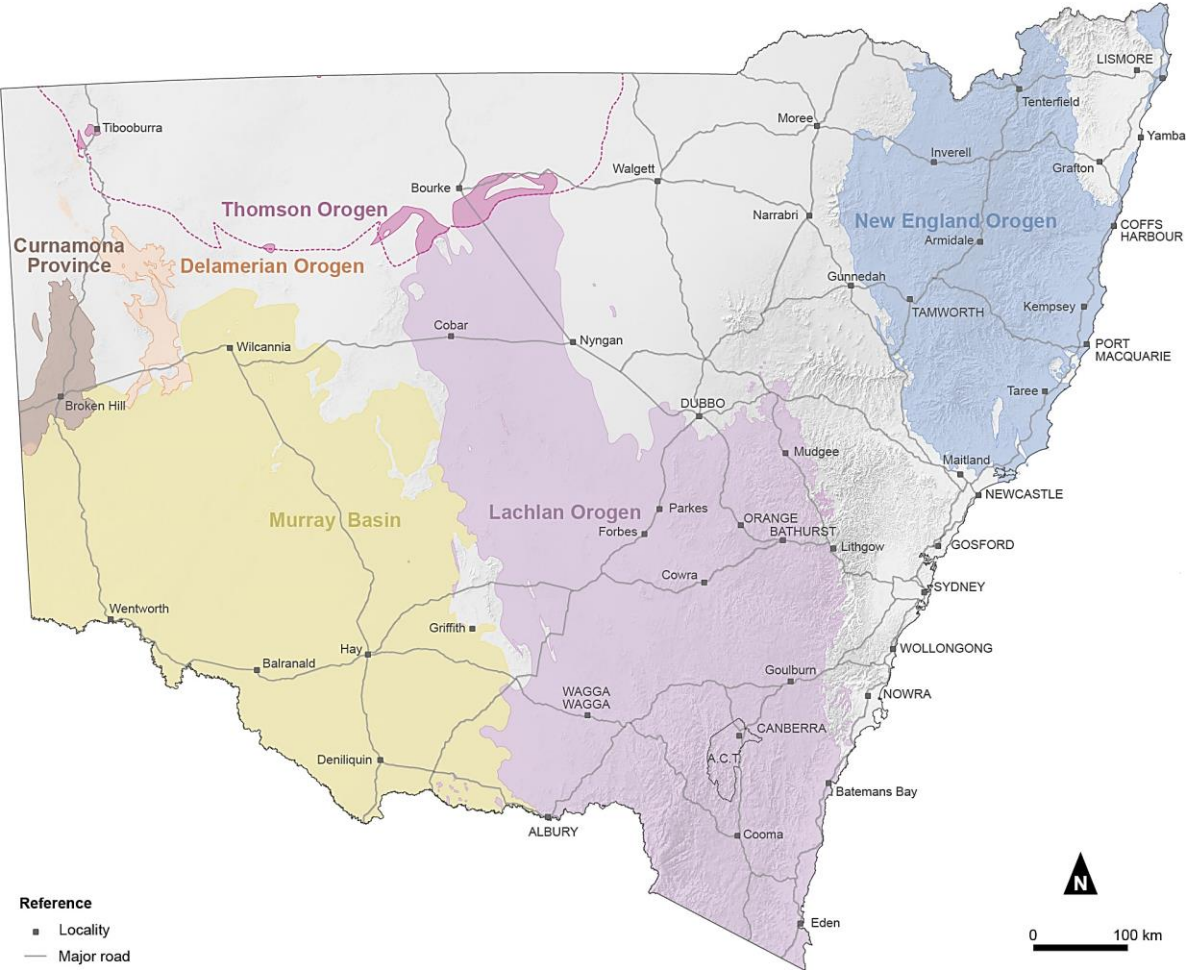 LISMORE
Tenterfield
Tibooburra
Moree
Yamba
Inverell
Grafton
Walgett
Bourke
Thomson Orogen
Narrabri
New England Orogen
COFFS
HARBOUR
Armidale
Curnamona
Province
Delamerian Orogen
Gunnedah
TAMWORTH
Kempsey
Cobar
Nyngan
Wilcannia
PORT
MACQUARIE
Taree
Broken Hill
DUBBO
Mudgee
Maitland
NEWCASTLE
Murray Basin
Lachlan Orogen
Parkes
Forbes
ORANGE
BATHURST
Lithgow
GOSFORD
Cowra
SYDNEY
Wentworth
Griffith
Hay
Balranald
WOLLONGONG
Goulburn
NOWRA
WAGGA
WAGGA
CANBERRA
A.C.T.
Deniliquin
Batemans Bay
ALBURY
Cooma
Eden
N
0 100 km
Reference
Locality
Major road